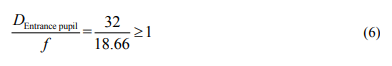 D_Entrance pupil / f = 32 / 18.66 ≥ 1 (6)